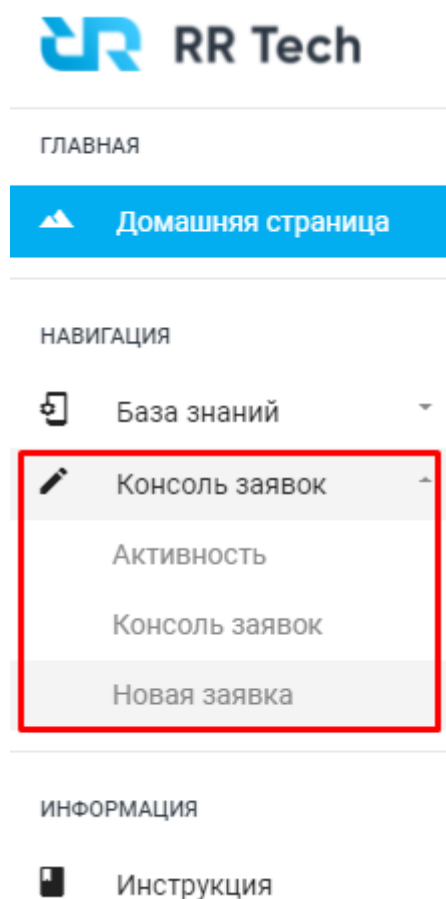 RR Tech
ГЛАВНАЯ
Домашняя страница
НАВИГАЦИЯ
База знаний
Консоль заявок
Активность
Консоль заявок
Новая заявка
ИНФОРМАЦИЯ
Инструкция